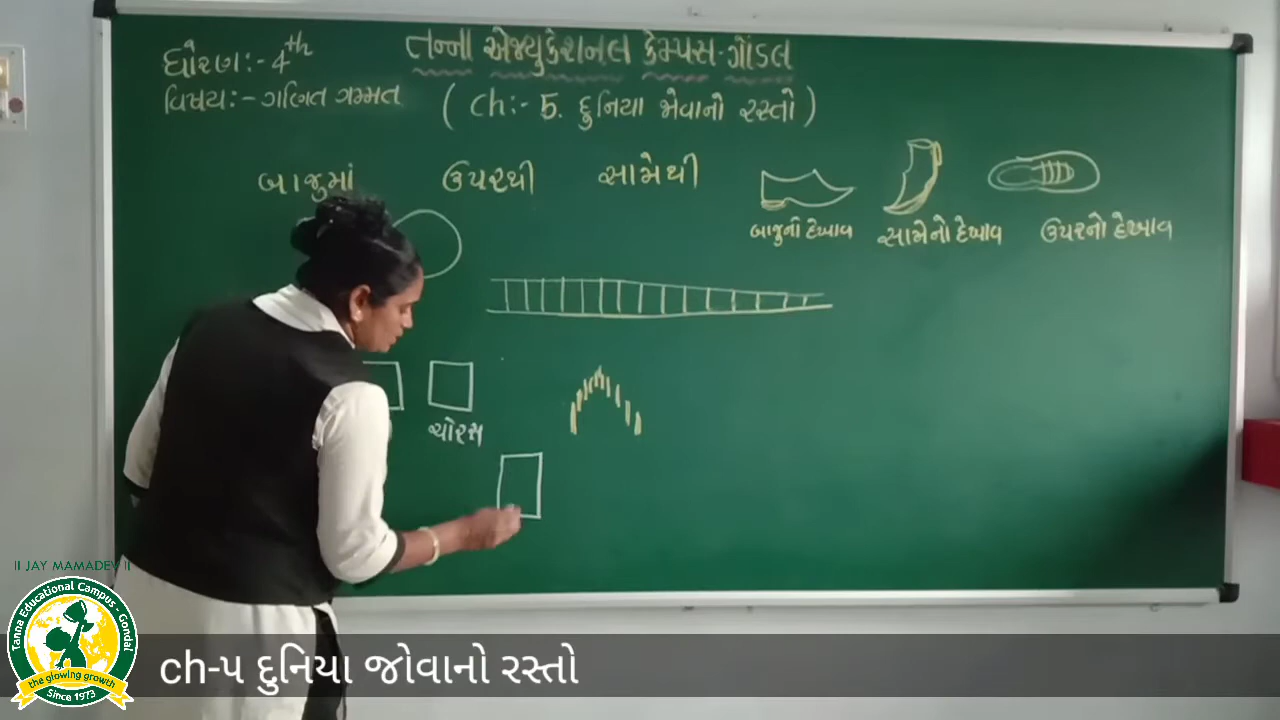 ધોરણ:- 4th
તન્ના એજ્યુકેશનલ કેમ્પસ-ગોંડલ
વિષય:- ગણિત ગમ્મત
( ch:- 5. દુનિયા જોવાનો રસ્તો )
બાજુમાં ઉપરથી સામેથી
બાજુનો દેખાવ સામેનો દેખાવ ઉપરનો દેખાવ
ચોરસ
II JAY MAMADEV II
Tanna Educational Campus - Gondal
the glowing growth
Since 1973
ch-૫ દુનિયા જોવાનો રસ્તો